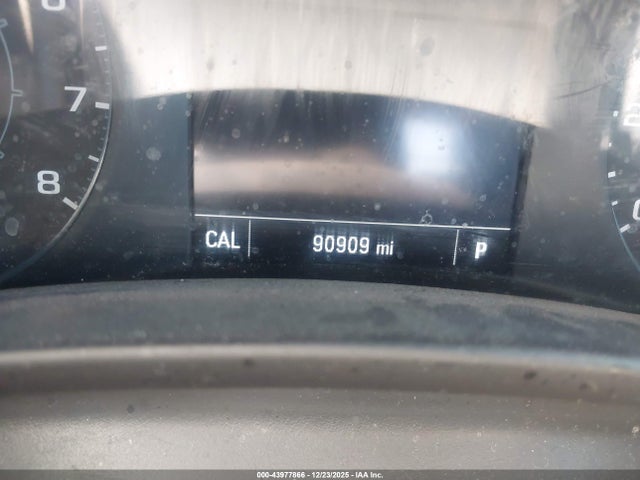 7
8
CAL 90909 mi P
000-43977866 - 12/23/2025 - IAA Inc.